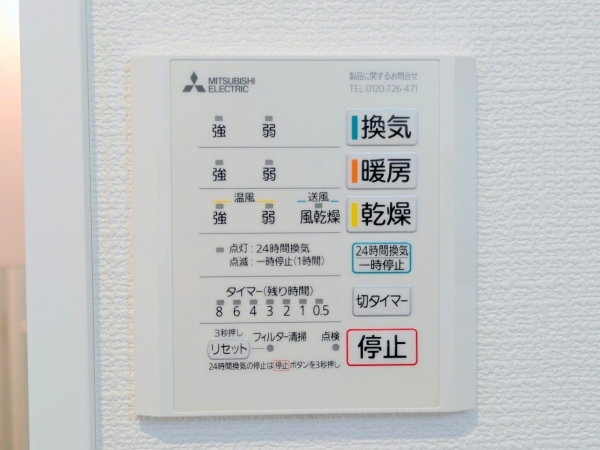 MITSUBISHI ELECTRIC
製品に関するお問合せ
TEL:0120-726-471
強 弱 換気
強 弱 暖房
温風 送風
強 弱 風乾燥 乾燥
点灯:24時間換気
点滅:一時停止(1時間)
24時間換気
一時停止
タイマー(残り時間)
8 6 4 3 2 1 0.5
切タイマー
3秒押し
リセット フィルター清掃 点検
停止
24時間換気の停止は停止ボタンを3秒押し